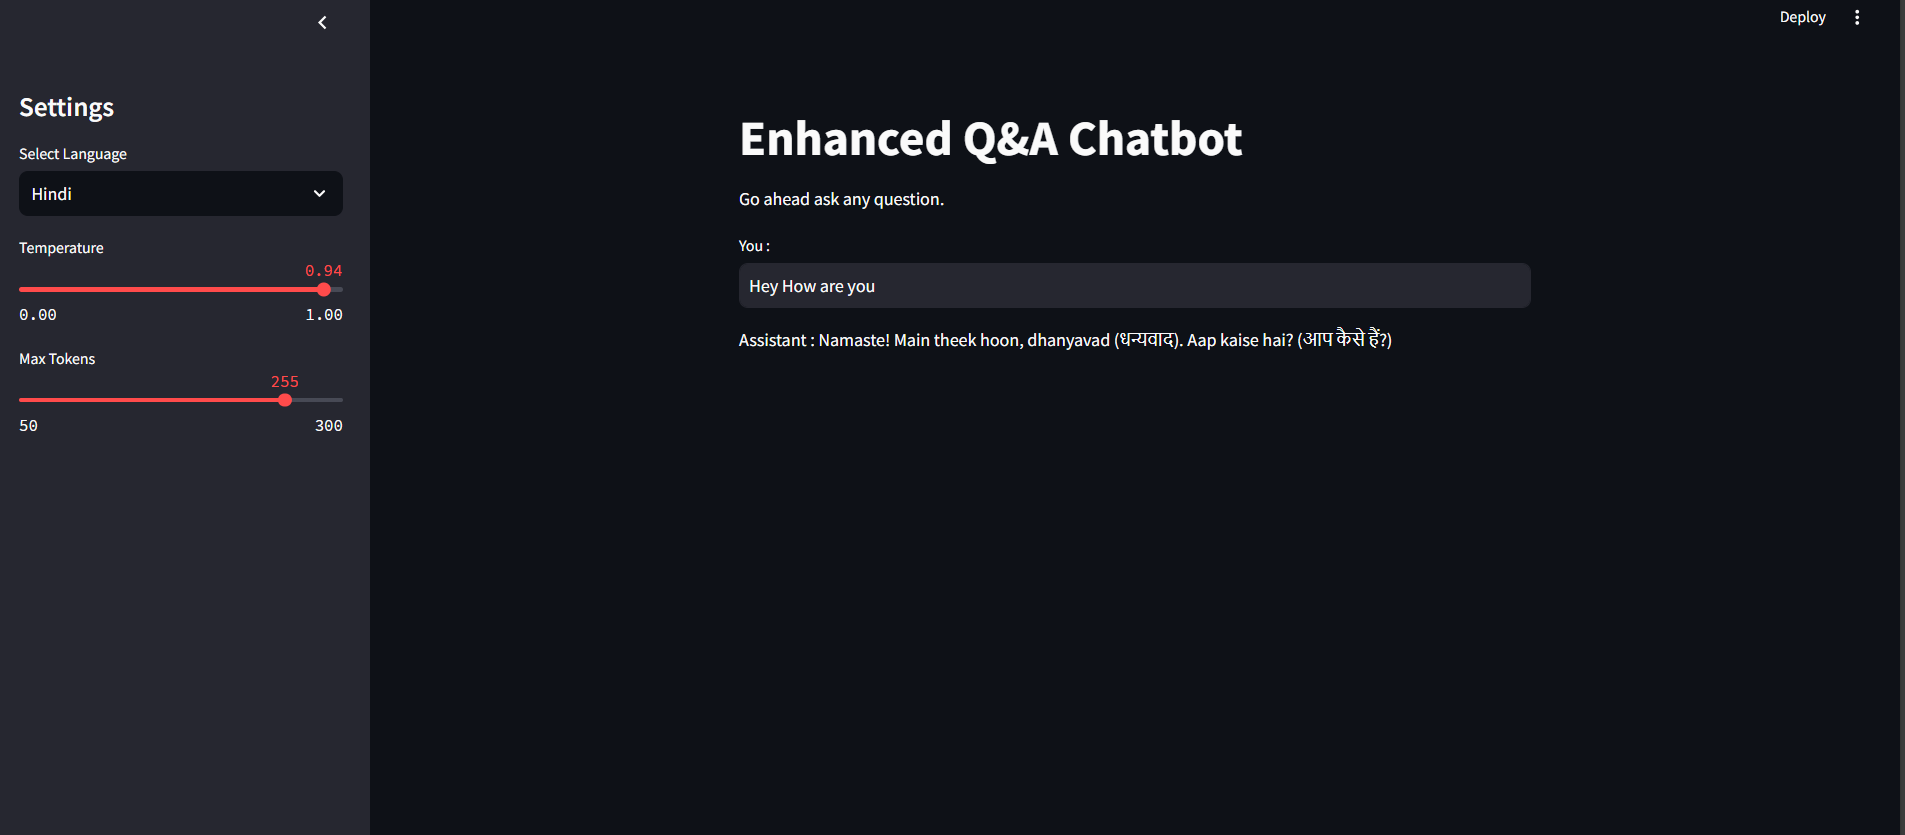 Deploy
Settings
Select Language
Hindi
Temperature
0.94
0.00 1.00
Max Tokens
255
50 300
Enhanced Q&A Chatbot
Go ahead ask any question.
You :
Hey How are you
Assistant : Namaste! Main theek hoon, dhanyavad (धन्यवाद). Aap kaise hai? (आप कैसे हैं?)